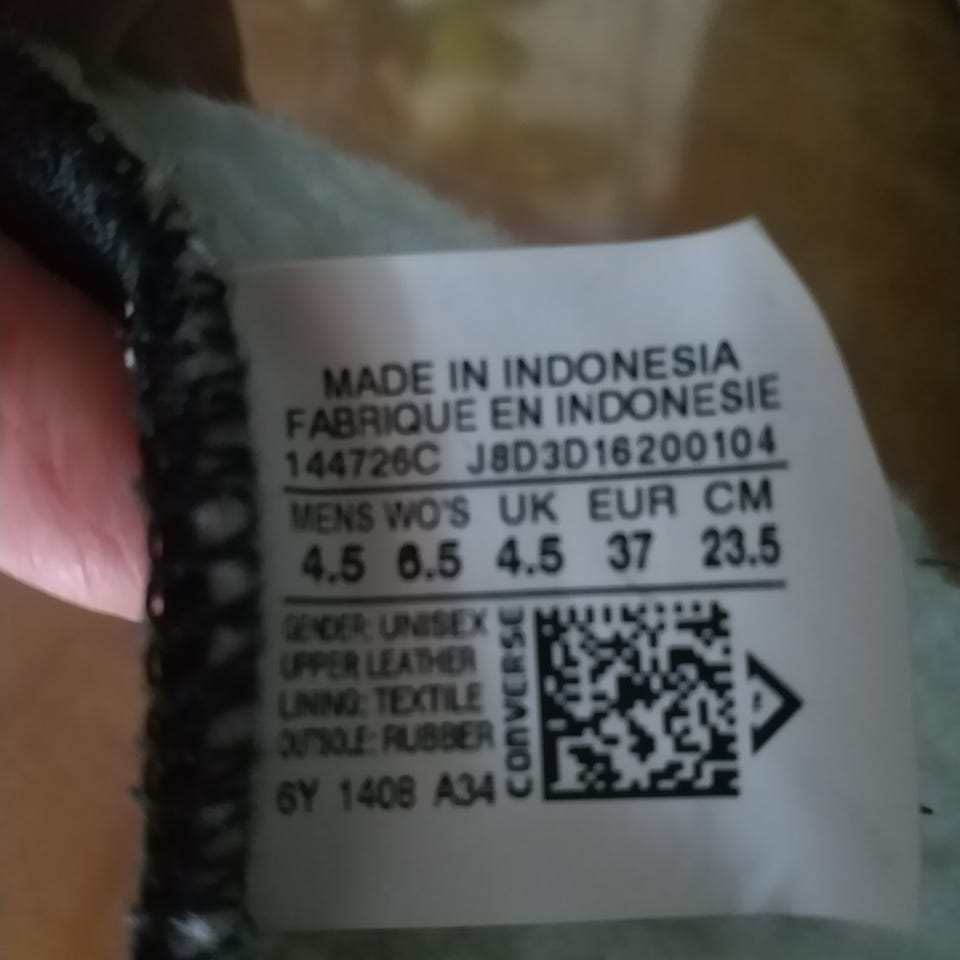 MADE IN INDONESIA
FABRIQUE EN INDONESIE
144726C J8D3D16200104
MENS WO'S UK EUR CM
4.5 6.5 4.5 37 23.5
GENDER: UNISEX
UPPER LEATHER
LINING: TEXTILE
OUTSOLE: RUBBER
6Y 1408 A34
CONVERSE